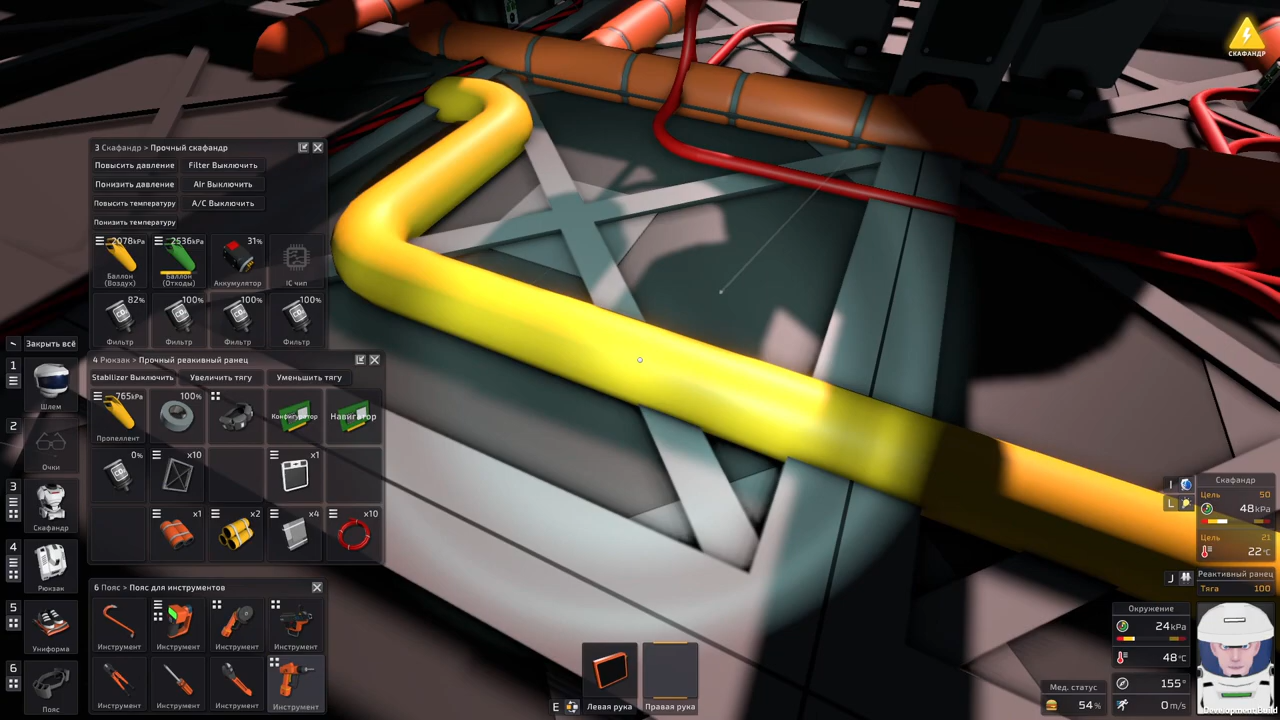 СКАФАНДР
3 Скафандр > Прочный скафандр
Повысить давление
Filter Выключить
Понизить давление
AIr Выключить
Повысить температуру
A/C Выключить
Понизить температуру
2078kPa
2536kPa
31%
Баллон (Воздух)
Баллон (Отходы)
Аккумулятор
IC чип
82%
100%
100%
100%
Фильтр
Фильтр
Фильтр
Фильтр
Закрыть всё
4 Рюкзак > Прочный реактивный ранец
StabIlizer Выключить
Увеличить тягу
Уменьшить тягу
765kPa
100%
Пропеллент
Конфигуратор
Навигатор
0%
x10
x1
x1
x2
x4
x10
6 Пояс > Пояс для инструментов
Инструмент
Инструмент
Инструмент
Инструмент
Инструмент
Инструмент
Инструмент
Инструмент
1
Шлем
2
Очки
3
Скафандр
4
Рюкзак
5
Униформа
6
Пояс
E
Левая рука
Правая рука
I
L
Скафандр
Цель 50
48kPa
Цель 21
22°C
J
Реактивный ранец
Тяга 100
Окружение
24kPa
48°C
155°
0m/s
Мед. статус
54 %
Development Build